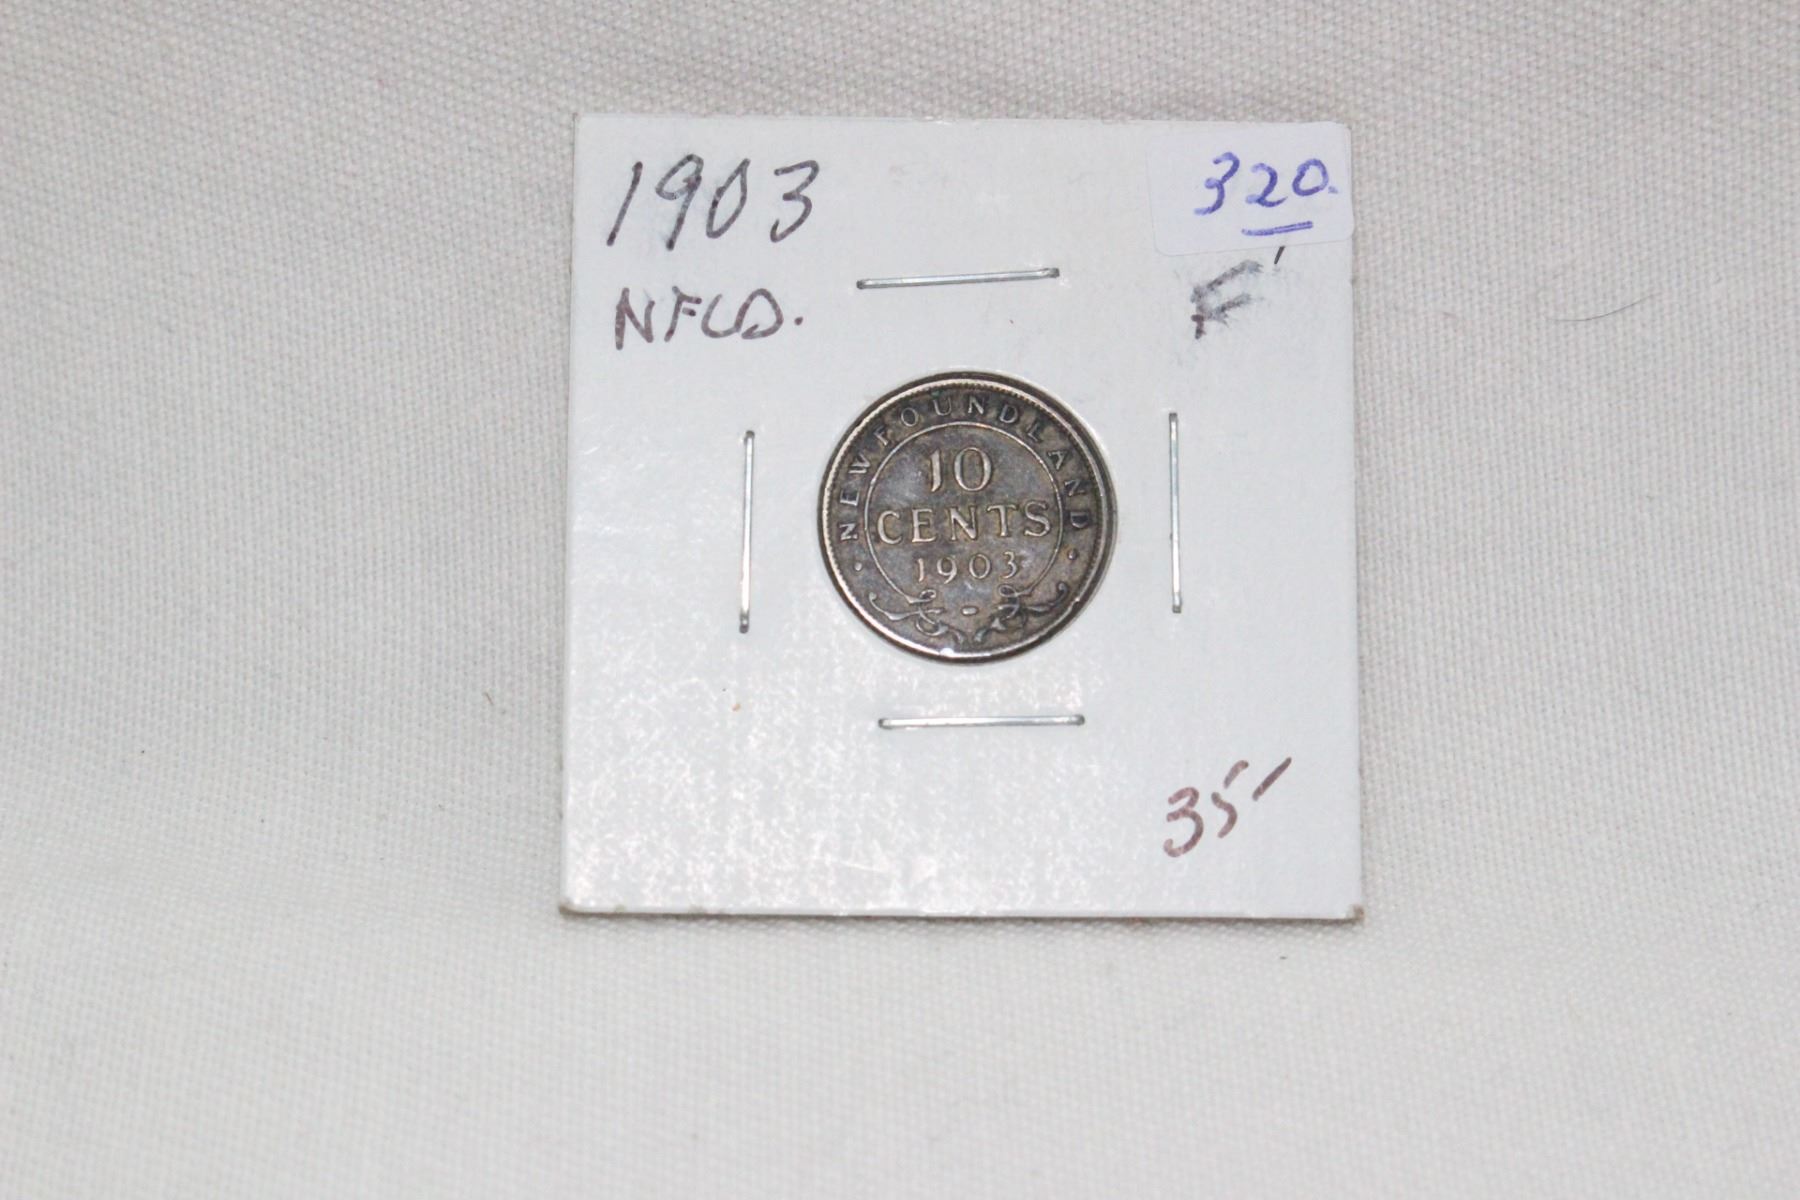 1903
320.
NFLD.
F
NEWFOUNDLAND
10
CENTS
1903
35-